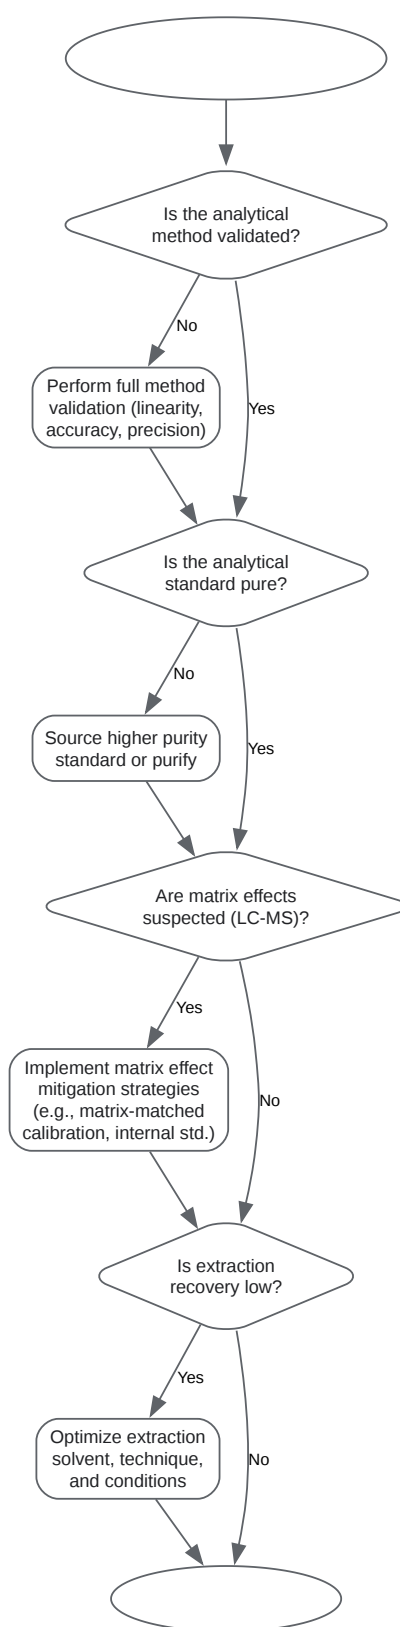 Is the analytical
method validated?
No
Perform full method
validation (linearity,
accuracy, precision)
Yes
Is the analytical
standard pure?
No
Source higher purity
standard or purify
Yes
Are matrix effects
suspected (LC-MS)?
Yes
Implement matrix effect
mitigation strategies
(e.g., matrix-matched
calibration, internal std.)
No
Is extraction
recovery low?
Yes
Optimize extraction
solvent, technique,
and conditions
No